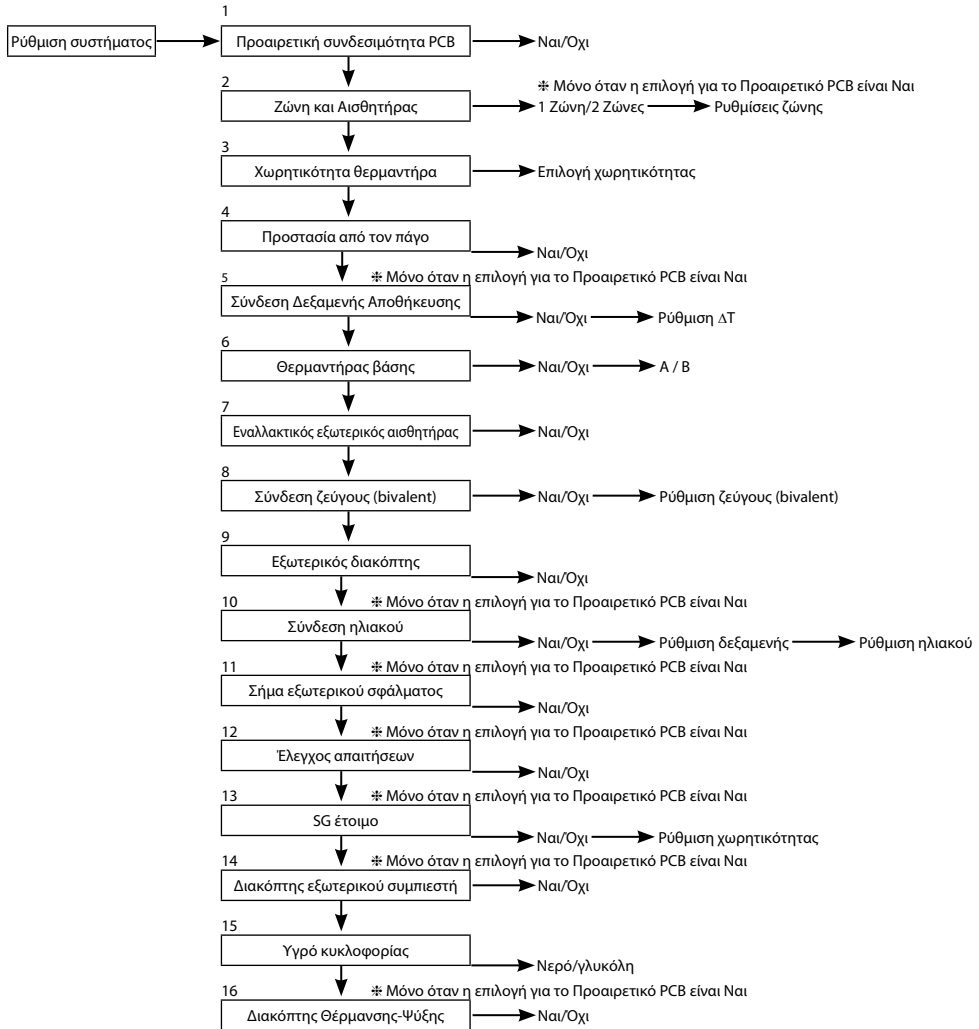 1
Ρύθμιση συστήματος
Προαιρετική συνδεσιμότητα PCB
Ναι/Όχι
2
⁜ Μόνο όταν η επιλογή για το Προαιρετικό PCB είναι Ναι
Ζώνη και Αισθητήρας
1 Ζώνη/2 Ζώνες
Ρυθμίσεις ζώνης
3
Χωρητικότητα θερμαντήρα
Επιλογή χωρητικότητας
4
Προστασία από τον πάγο
Ναι/Όχι
5
⁜ Μόνο όταν η επιλογή για το Προαιρετικό PCB είναι Ναι
Σύνδεση Δεξαμενής Αποθήκευσης
Ναι/Όχι
Ρύθμιση ΔT
6
Θερμαντήρας βάσης
Ναι/Όχι
A / B
7
Εναλλακτικός εξωτερικός αισθητήρας
Ναι/Όχι
8
Σύνδεση ζεύγους (bivalent)
Ναι/Όχι
Ρύθμιση ζεύγους (bivalent)
9
Εξωτερικός διακόπτης
Ναι/Όχι
10
⁜ Μόνο όταν η επιλογή για το Προαιρετικό PCB είναι Ναι
Σύνδεση ηλιακού
Ναι/Όχι
Ρύθμιση δεξαμενής
Ρύθμιση ηλιακού
11
⁜ Μόνο όταν η επιλογή για το Προαιρετικό PCB είναι Ναι
Σήμα εξωτερικού σφάλματος
Ναι/Όχι
12
⁜ Μόνο όταν η επιλογή για το Προαιρετικό PCB είναι Ναι
Έλεγχος απαιτήσεων
Ναι/Όχι
13
⁜ Μόνο όταν η επιλογή για το Προαιρετικό PCB είναι Ναι
SG έτοιμο
Ναι/Όχι
Ρύθμιση χωρητικότητας
14
⁜ Μόνο όταν η επιλογή για το Προαιρετικό PCB είναι Ναι
Διακόπτης εξωτερικού συμπιεστή
Ναι/Όχι
15
Υγρό κυκλοφορίας
Νερό/γλυκόλη
16
⁜ Μόνο όταν η επιλογή για το Προαιρετικό PCB είναι Ναι
Διακόπτης Θέρμανσης-Ψύξης
Ναι/Όχι